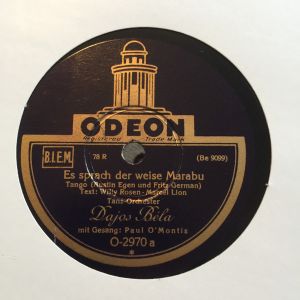 ODEON
Registered Trade Mark
B.I.E.M. 78 R (Be 9099)
Es sprach der weise Marabu
Tango (Austin Egen und Fritz German)
Text: Willy Rosen - Marcel Lion
Tanz Orchester
Dajos Béla
mit Gesang: Paul O'Montis
O-2970 a
*